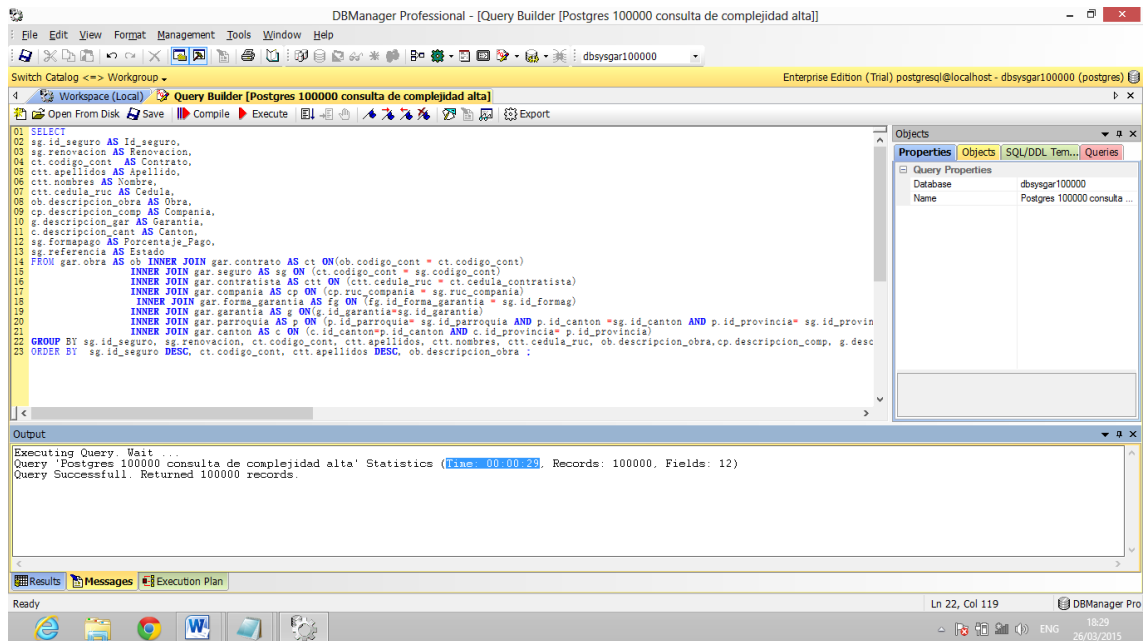 DBManager Professional - [Query Builder [Postgres 100000 consulta de complejidad alta]]
File Edit View Format Management Tools Window Help
dbsysgar100000
Switch Catalog <=> Workgroup
Enterprise Edition (Trial) postgresql@localhost - dbsysgar100000 (postgres)
Workspace (Local) Query Builder [Postgres 100000 consulta de complejidad alta]
Open From Disk Save Compile Execute Export
01 SELECT
02 sg.id_seguro AS Id_seguro,
03 sg.renovacion AS Renovacion,
04 ct.codigo_cont AS Contrato,
05 ctt.apellidos AS Apellido,
06 ctt.nombres AS Nombre,
07 ctt.cedula_ruc AS Cedula,
08 ob.descripcion_obra AS Obra,
09 cp.descripcion_comp AS Compania,
10 g.descripcion_gar AS Garantia,
11 c.descripcion_cant AS Canton,
12 sg.formapago AS Porcentaje_Pago,
13 sg.referencia AS Estado
14 FROM gar.obra AS ob INNER JOIN gar.contrato AS ct ON(ob.codigo_cont = ct.codigo_cont)
15 INNER JOIN gar.seguro AS sg ON (ct.codigo_cont = sg.codigo_cont)
16 INNER JOIN gar.contratista AS ctt ON (ctt.cedula_ruc = ct.cedula_contratista)
17 INNER JOIN gar.compania AS cp ON (cp.ruc_compania = sg.ruc_compania)
18 INNER JOIN gar.forma_garantia AS fg ON (fg.id_forma_garantia = sg.id_formag)
19 INNER JOIN gar.garantia AS g ON(g.id_garantia=sg.id_garantia)
20 INNER JOIN gar.parroquia AS p ON (p.id_parroquia= sg.id_parroquia AND p.id_canton =sg.id_canton AND p.id_provincia= sg.id_provin
21 INNER JOIN gar.canton AS c ON (c.id_canton=p.id_canton AND c.id_provincia= p.id_provincia)
22 GROUP BY sg.id_seguro, sg.renovacion, ct.codigo_cont, ctt.apellidos, ctt.nombres, ctt.cedula_ruc, ob.descripcion_obra,cp.descripcion_comp, g.desc
23 ORDER BY sg.id_seguro DESC, ct.codigo_cont, ctt.apellidos DESC, ob.descripcion_obra ;
Objects
Properties Objects SQL/DDL Tem... Queries
Query Properties
Database dbsysgar100000
Name Postgres 100000 consulta ...
Output
Executing Query. Wait ...
Query 'Postgres 100000 consulta de complejidad alta' Statistics (Time: 00:00:29, Records: 100000, Fields: 12)
Query Successfull. Returned 100000 records.
Results Messages Execution Plan
Ready
Ln 22, Col 119
DBManager Pro
ENG
18:29
26/03/2015